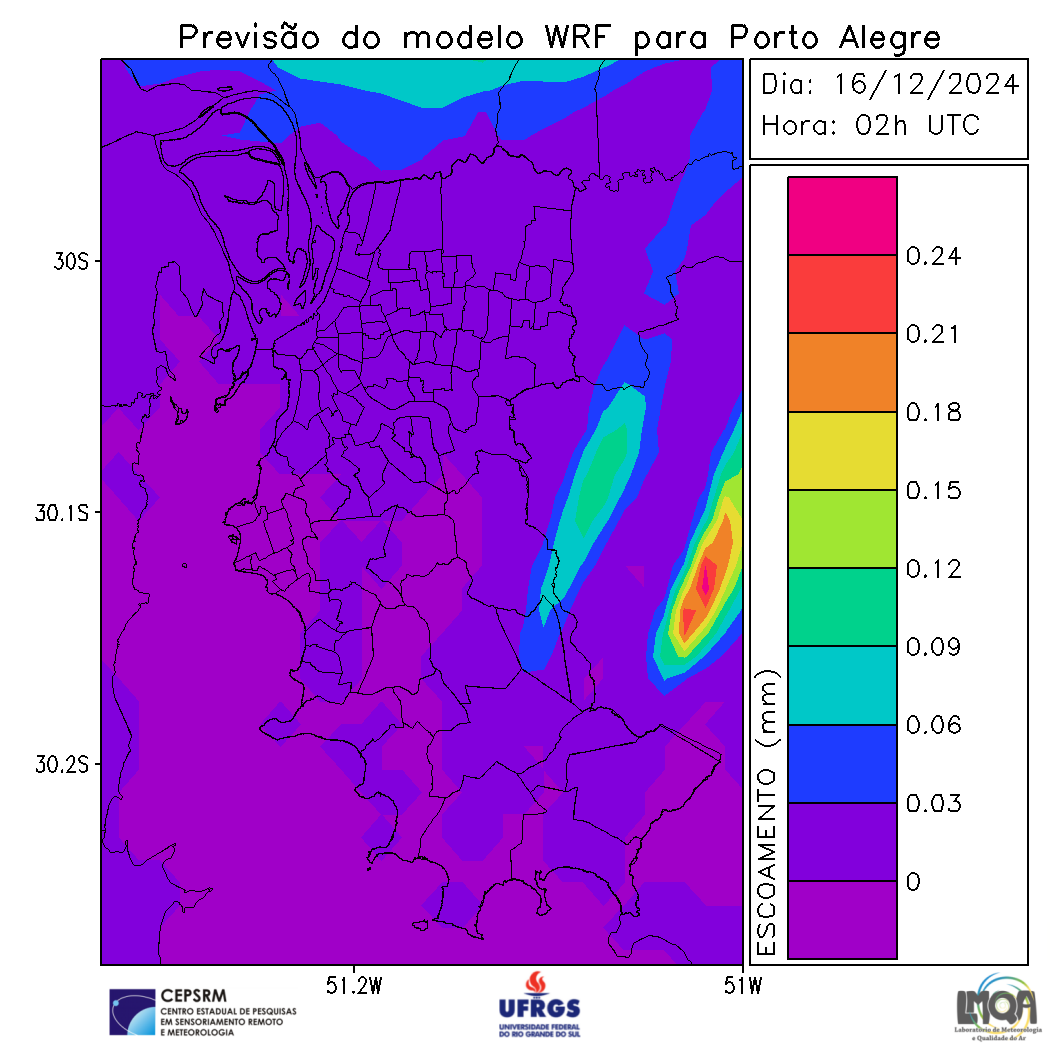 Previsão do modelo WRF para Porto Alegre
Dia: 16/12/2024
Hora: 02h UTC
30S
30.1S
30.2S
51.2W
51W
ESCOAMENTO (mm)
0.24
0.21
0.18
0.15
0.12
0.09
0.06
0.03
0
CEPSRM
CENTRO ESTADUAL DE PESQUISAS
EM SENSORIAMENTO REMOTO
E METEOROLOGIA
UFRGS
UNIVERSIDADE FEDERAL
DO RIO GRANDE DO SUL
LMQA
Laboratório de Meteorologia
e Qualidade do Ar